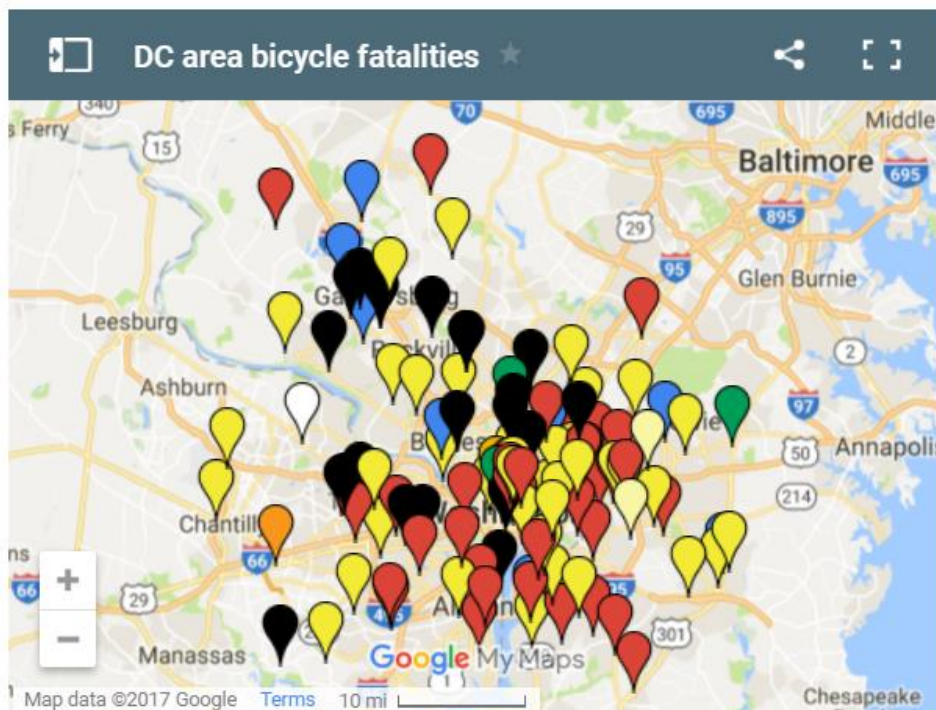 DC area bicycle fatalities
340
70
695
Middle
s Ferry
15
Baltimore
695
29
895
95
Glen Burnie
Leesburg
2
Ashburn
97
50
Annapolis
214
Chantill
66
ns
66
+
29
95
301
−
Manassas
Google My Maps
1
Map data ©2017 Google Terms 10 mi
Chesapeake